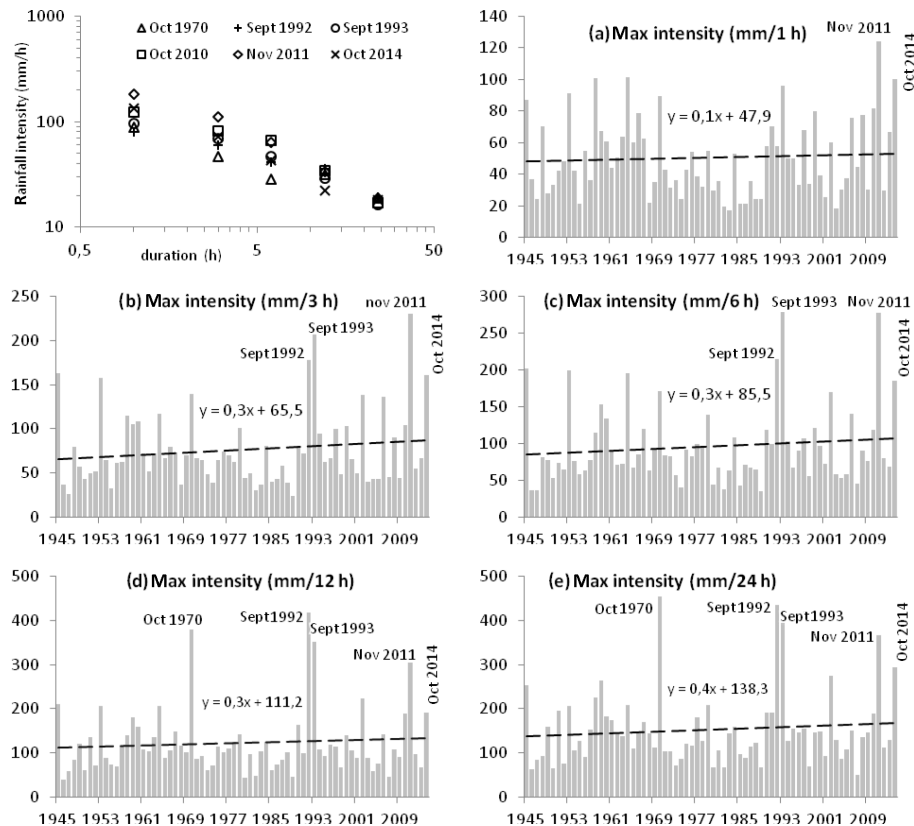 Oct 1970 Sept 1992 Sept 1993
Oct 2010 Nov 2011 Oct 2014
Rainfall intensity (mm/h)
1000
100
10
0,5 5 50
duration (h)
(a) Max intensity (mm/1 h)
Nov 2011
Oct 2014
y = 0,1x + 47,9
140
120
100
80
60
40
20
0
1945 1953 1961 1969 1977 1985 1993 2001 2009
(b) Max intensity (mm/3 h)
nov 2011
Sept 1993
Sept 1992
Oct 2014
y = 0,3x + 65,5
250
200
150
100
50
0
1945 1953 1961 1969 1977 1985 1993 2001 2009
(c) Max intensity (mm/6 h)
Sept 1993 Nov 2011
Sept 1992
Oct 2014
y = 0,3x + 85,5
300
250
200
150
100
50
0
1945 1953 1961 1969 1977 1985 1993 2001 2009
(d) Max intensity (mm/12 h)
Oct 1970
Sept 1992
Sept 1993
Nov 2011
Oct 2014
y = 0,3x + 111,2
500
400
300
200
100
0
1945 1953 1961 1969 1977 1985 1993 2001 2009
(e) Max intensity (mm/24 h)
Oct 1970
Sept 1992
Sept 1993
Nov 2011
Oct 2014
y = 0,4x + 138,3
500
400
300
200
100
0
1945 1953 1961 1969 1977 1985 1993 2001 2009